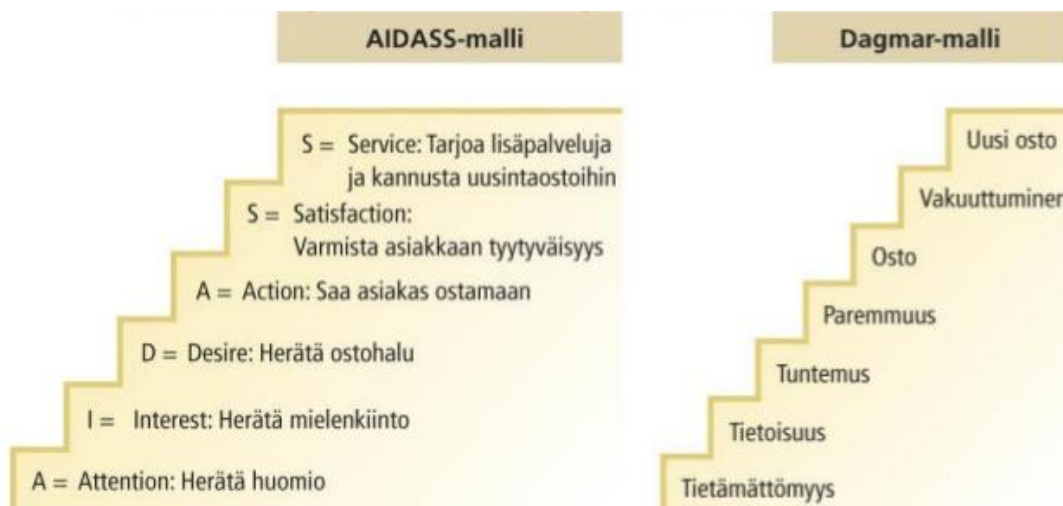 AIDASS-malli
S = Service: Tarjoa lisäpalveluja
ja kannusta uusintaostoihin
S = Satisfaction:
Varmista asiakkaan tyytyväisyys
A = Action: Saa asiakas ostamaan
D = Desire: Herätä ostohalu
I = Interest: Herätä mielenkiinto
A = Attention: Herätä huomio
Dagmar-malli
Uusi osto
Vakuuttuminen
Osto
Paremmuus
Tuntemus
Tietoisuus
Tietämättömyys